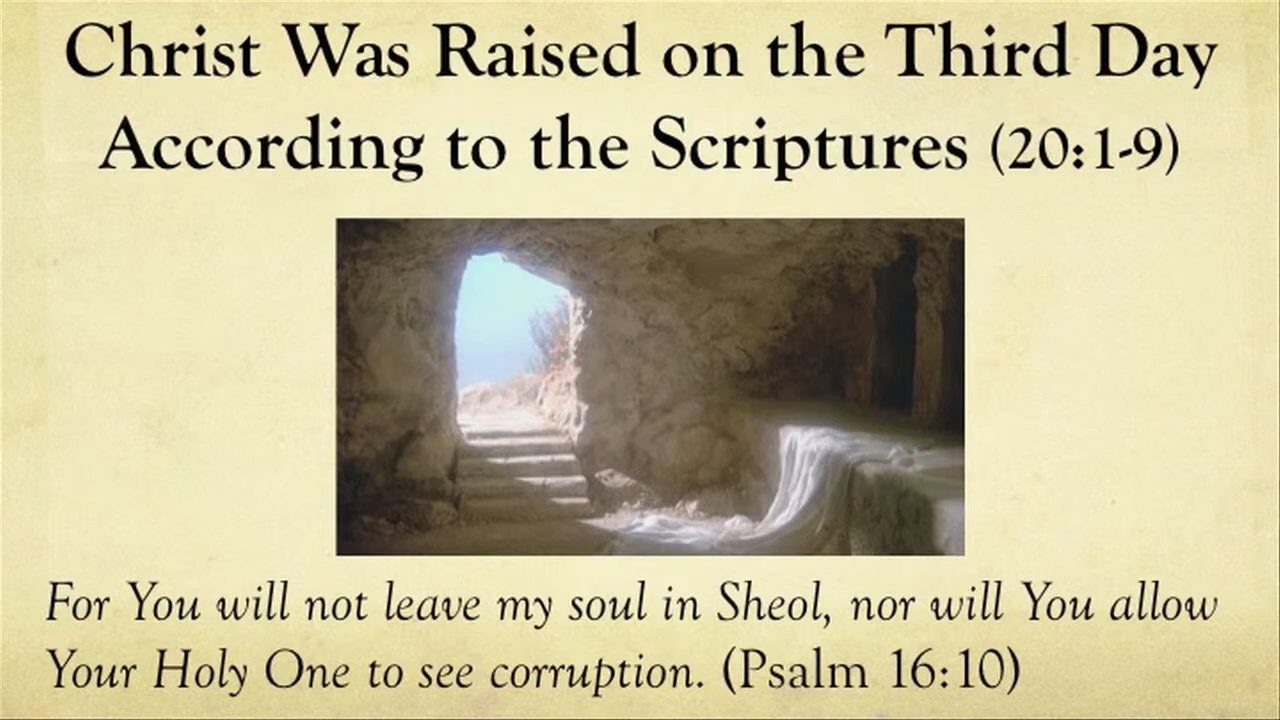 Christ Was Raised on the Third Day
According to the Scriptures (20:1-9)
For You will not leave my soul in Sheol, nor will You allow
Your Holy One to see corruption. (Psalm 16:10)